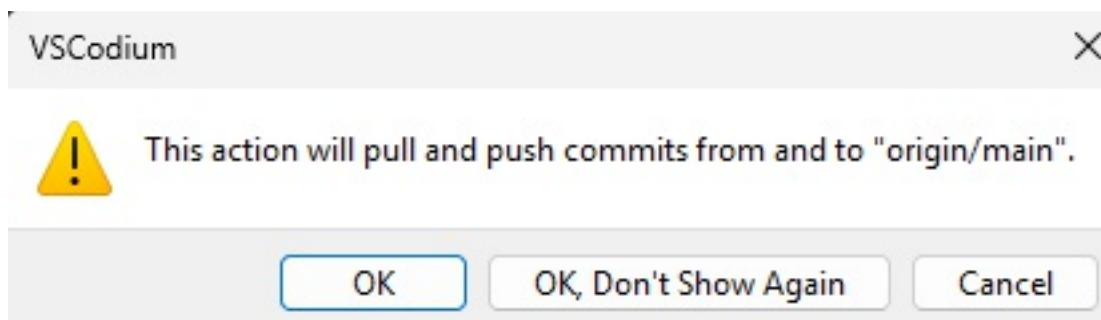 VSCodium
This action will pull and push commits from and to "origin/main".
OK
OK, Don't Show Again
Cancel